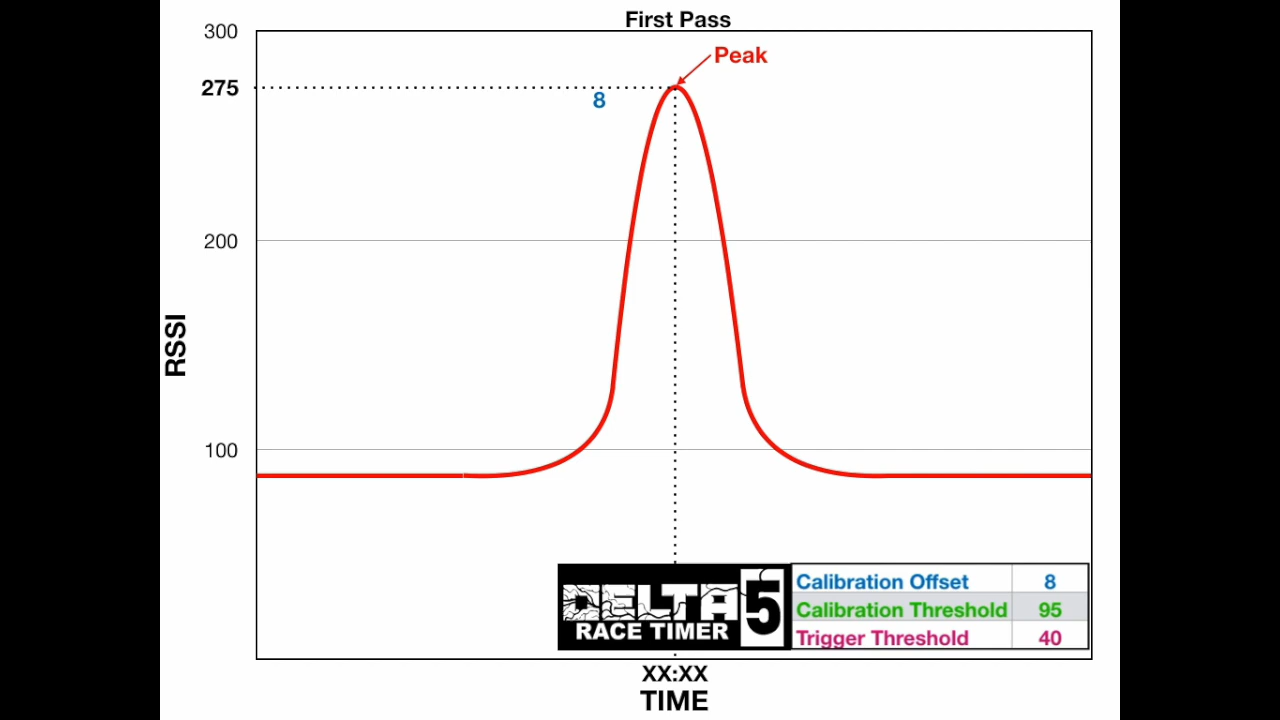 First Pass
300
Peak
275
8
200
RSSI
100
DELTA 5
RACE TIMER
Calibration Offset 8
Calibration Threshold 95
Trigger Threshold 40
XX:XX
TIME